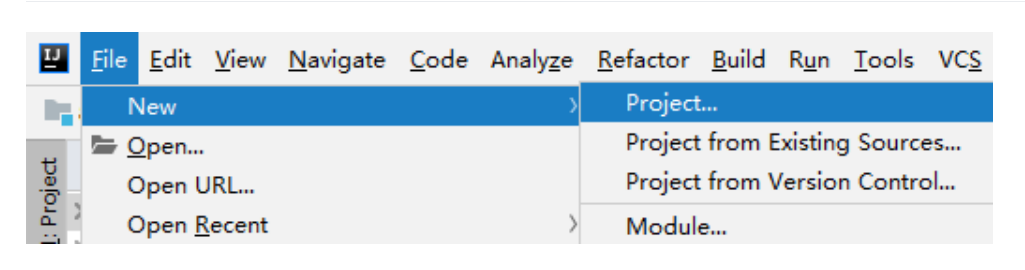 IJ File Edit View Navigate Code Analyze Refactor Build Run Tools VCS
New Project...
Open... Project from Existing Sources...
Open URL... Project from Version Control...
Open Recent Module...
1: Project